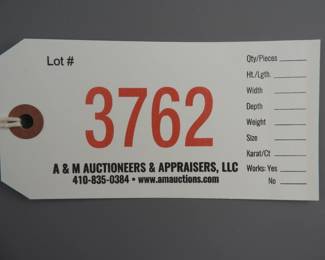 Lot #
3762
A & M AUCTIONEERS & APPRAISERS, LLC
410-835-0384 • www.amauctions.com
Qty/Pieces
Ht./Lgth.
Width
Depth
Weight
Size
Karat/Ct
Works: Yes
No